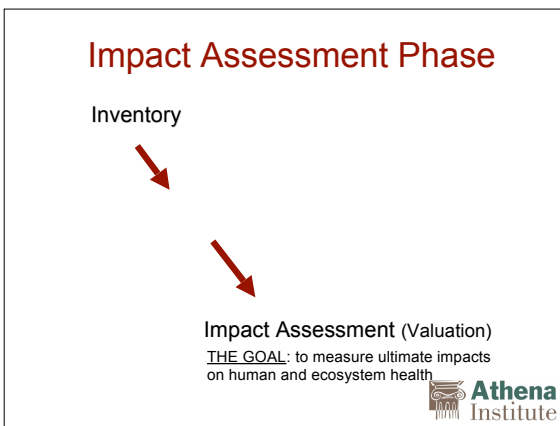 Impact Assessment Phase
Inventory
Impact Assessment (Valuation)
THE GOAL: to measure ultimate impacts
on human and ecosystem health
Athena
Institute